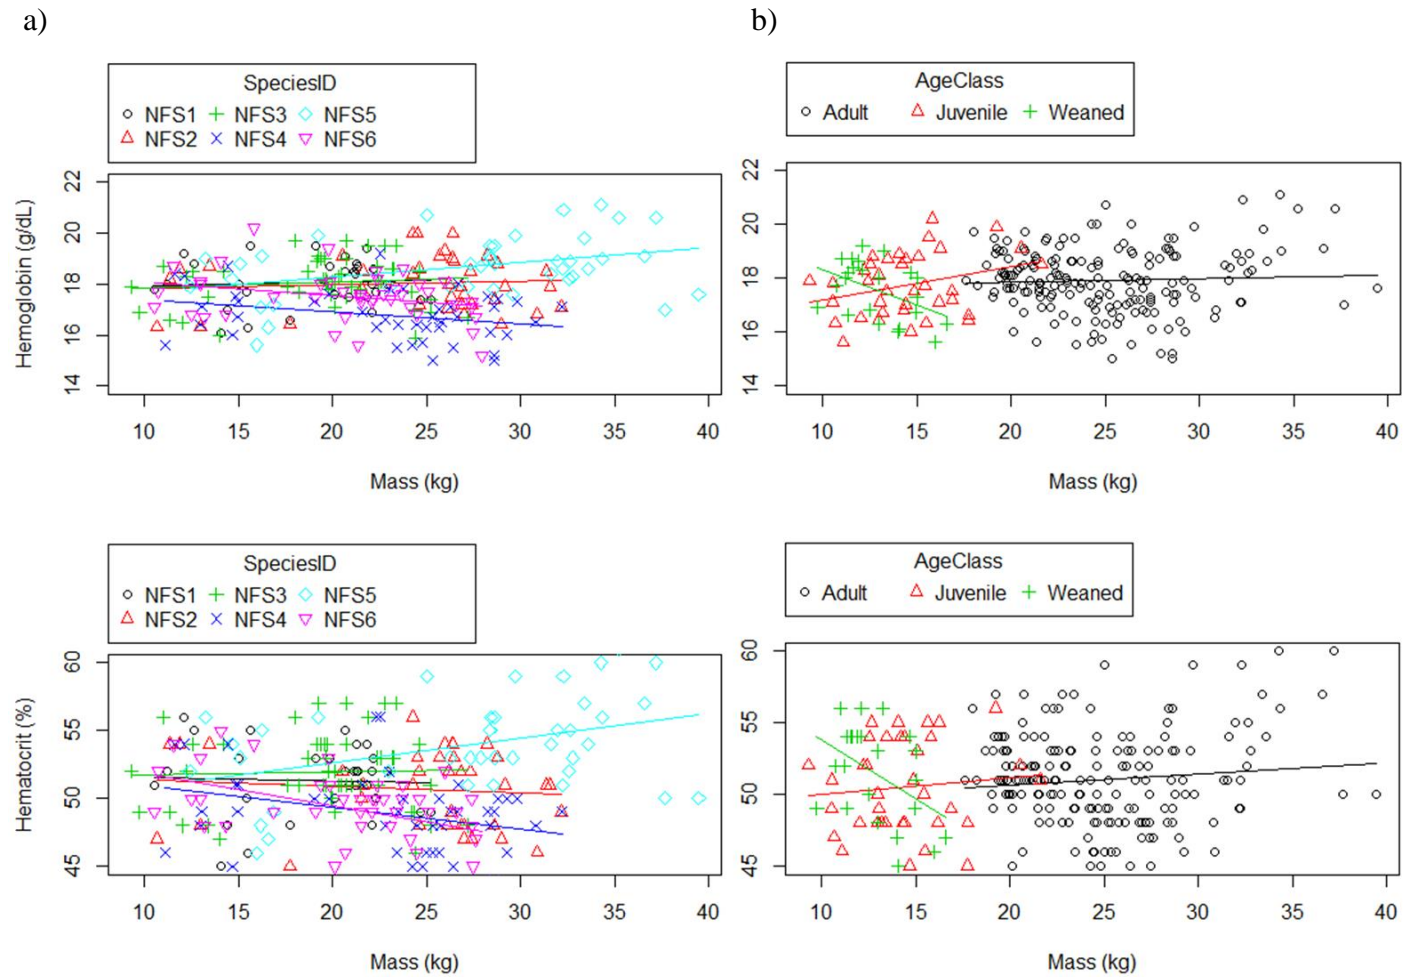 a)
b)
SpeciesID
NFS1 NFS3 NFS5
NFS2 NFS4 NFS6
AgeClass
Adult Juvenile Weaned
Hemoglobin (g/dL)
22
20
18
16
14
10 15 20 25 30 35 40
Mass (kg)
22
20
18
16
14
10 15 20 25 30 35 40
Mass (kg)
SpeciesID
NFS1 NFS3 NFS5
NFS2 NFS4 NFS6
AgeClass
Adult Juvenile Weaned
Hematocrit (%)
60
55
50
45
10 15 20 25 30 35 40
Mass (kg)
60
55
50
45
10 15 20 25 30 35 40
Mass (kg)